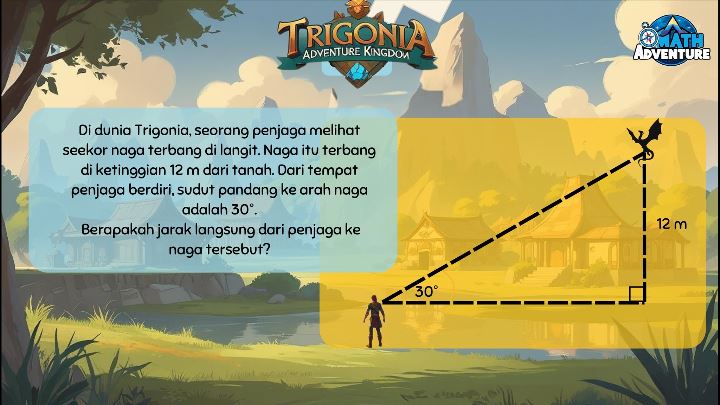 TRIGONIA
ADVENTURE KINGDOM
MATH
ADVENTURE
Di dunia Trigonia, seorang penjaga melihat
seekor naga terbang di langit. Naga itu terbang
di ketinggian 12 m dari tanah. Dari tempat
penjaga berdiri, sudut pandang ke arah naga
adalah 30°.
Berapakah jarak langsung dari penjaga ke
naga tersebut?
12 m
30°